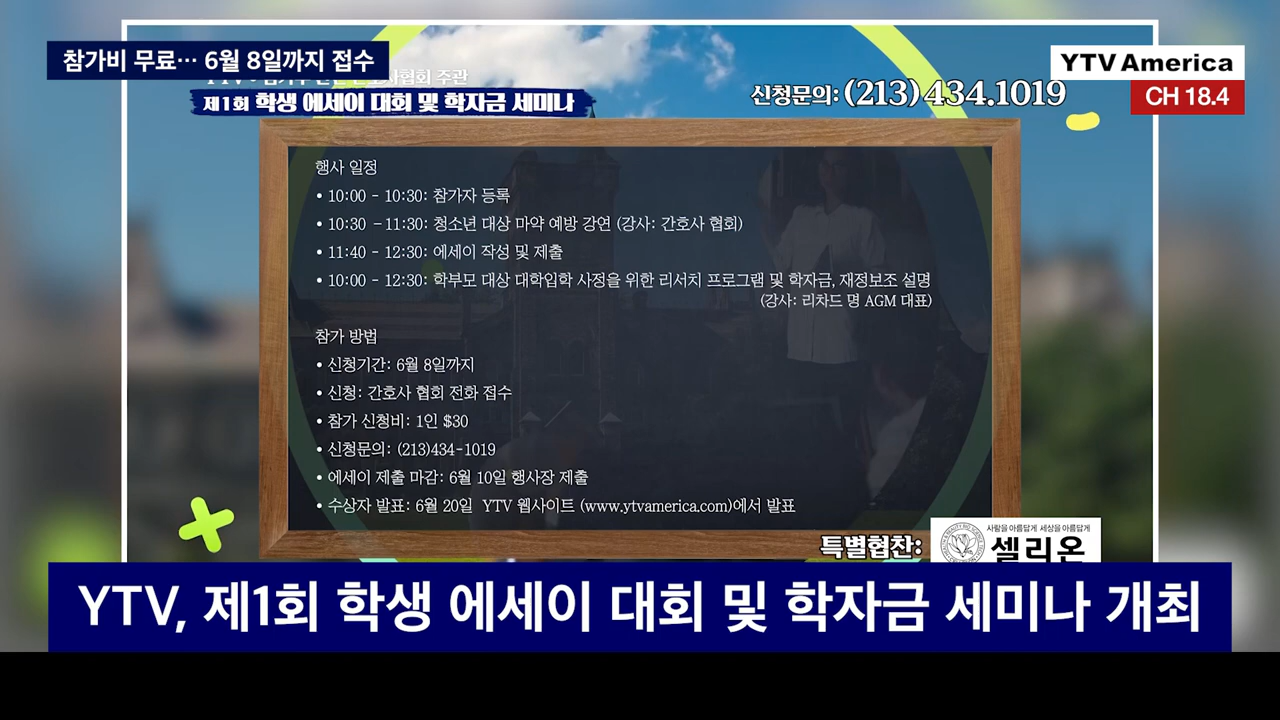 참가비 무료… 6월 8일까지 접수
YTV America
CH 18.4
협회 주관
제1회 학생 에세이 대회 및 학자금 세미나
신청문의: (213)434.1019
행사 일정
• 10:00 - 10:30: 참가자 등록
• 10:30 -11:30: 청소년 대상 마약 예방 강연 (강사: 간호사 협회)
• 11:40 - 12:30: 에세이 작성 및 제출
• 10:00 - 12:30: 학부모 대상 대학입학 사정을 위한 리서치 프로그램 및 학자금, 재정보조 설명
(강사: 리차드 명 AGM 대표)
참가 방법
• 신청기간: 6월 8일까지
• 신청: 간호사 협회 전화 접수
• 참가 신청비: 1인 $30
• 신청문의: (213)434-1019
• 에세이 제출 마감: 6월 10일 행사장 제출
• 수상자 발표: 6월 20일 YTV 웹사이트 (www.ytvamerica.com)에서 발표
특별협찬:
사람을 아름답게 세상을 아름답게
셀리온
YTV, 제1회 학생 에세이 대회 및 학자금 세미나 개최